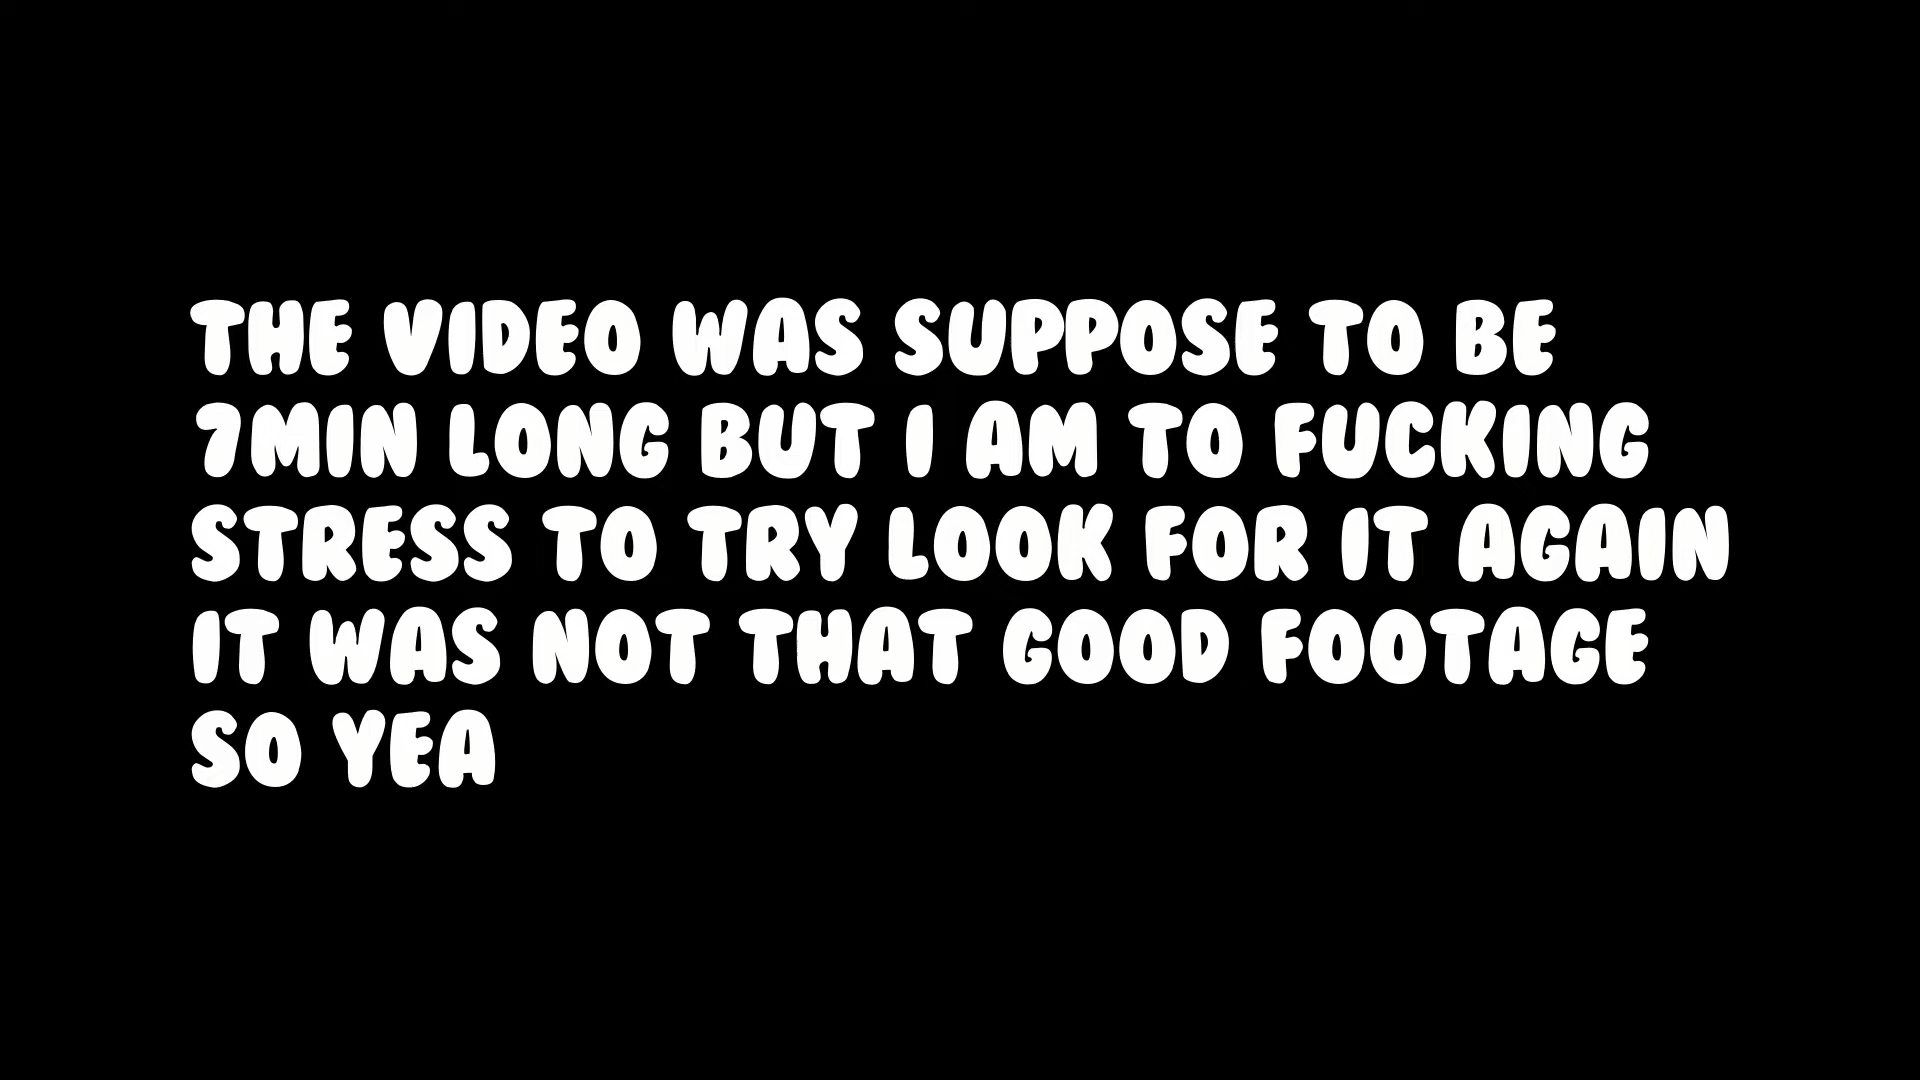 THE VIDEO WAS SUPPOSE TO BE
7MIN LONG BUT I AM TO FUCKING
STRESS TO TRY LOOK FOR IT AGAIN
IT WAS NOT THAT GOOD FOOTAGE
SO YEA